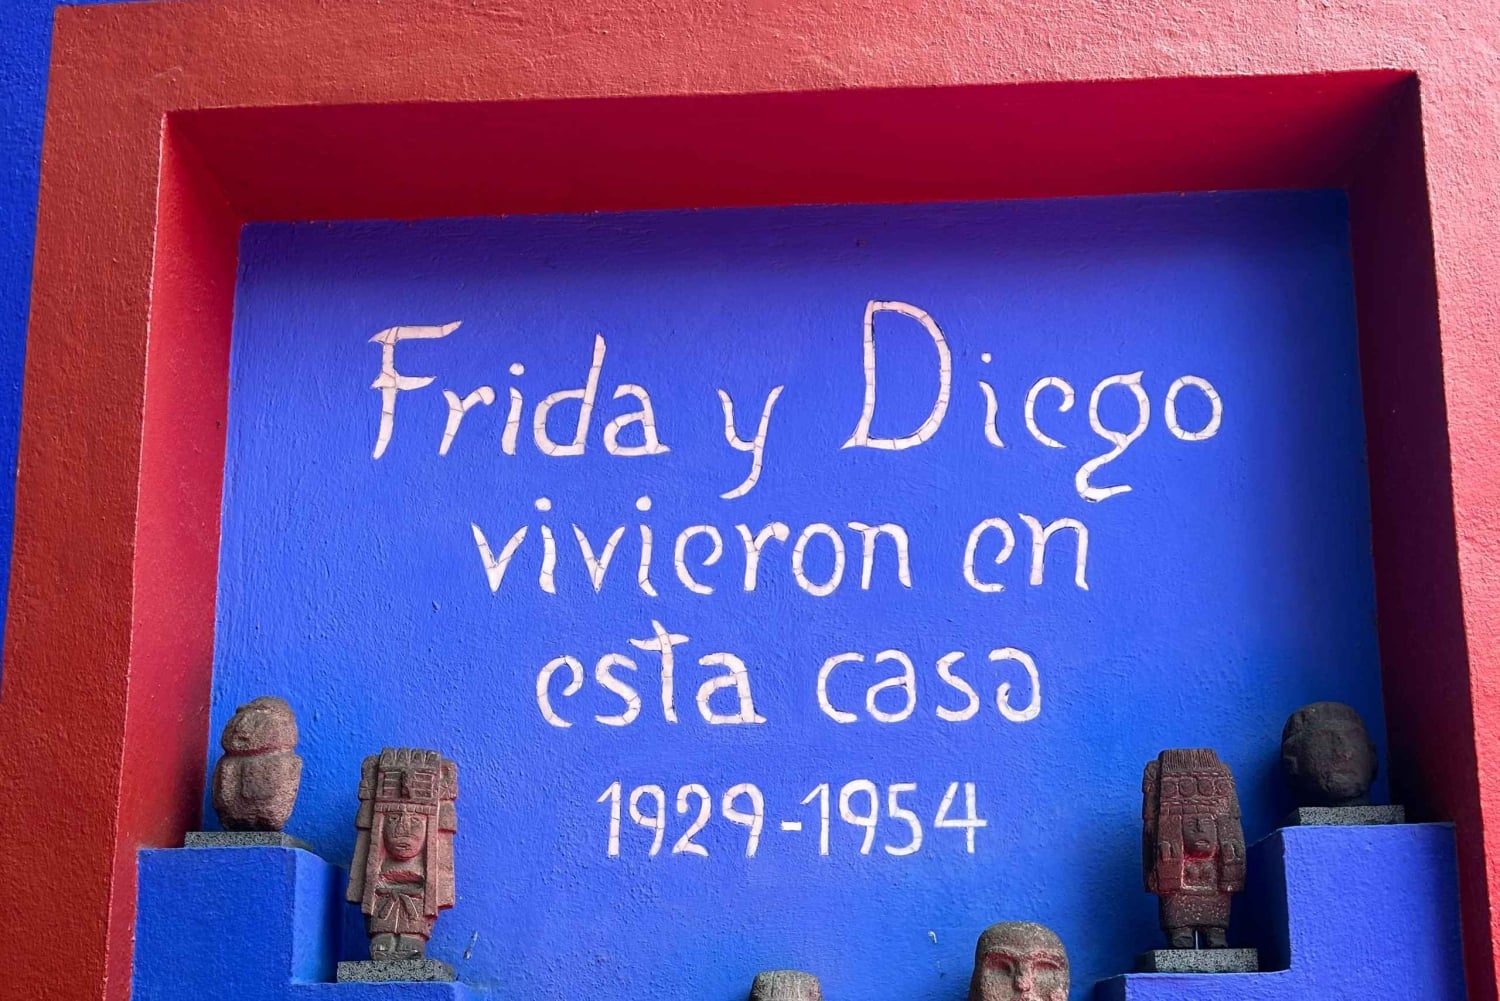 Frida y Diego
vivieron en
esta casa
1929-1954